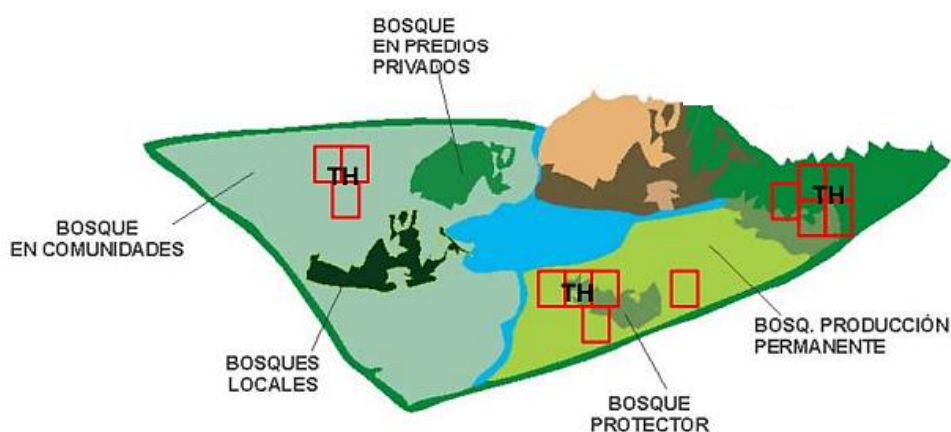 BOSQUE
EN PREDIOS
PRIVADOS
TH
TH
BOSQUE
EN COMUNIDADES
TH
BOSQUES
LOCALES
BOSQ. PRODUCCIÓN
PERMANENTE
BOSQUE
PROTECTOR